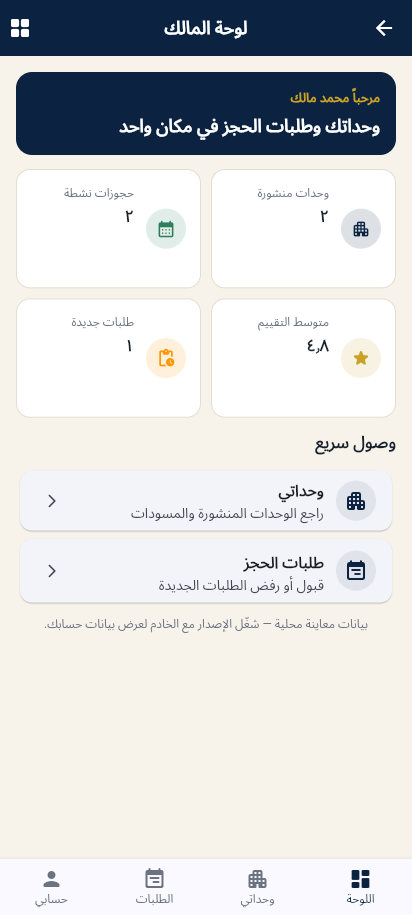 لوحة المالك
مرحباً محمد مالك
وحداتك وطلبات الحجز في مكان واحد
وحدات منشورة
٢
حجوزات نشطة
٢
متوسط التقييم
٤٫٨
طلبات جديدة
١
وصول سريع
وحداتي
راجع الوحدات المنشورة والمسودات
طلبات الحجز
قبول أو رفض الطلبات الجديدة
بيانات معاينة محلية — شغّل الإصدار مع الخادم لعرض بيانات حسابك.
اللوحة
وحداتي
الطلبات
حسابي